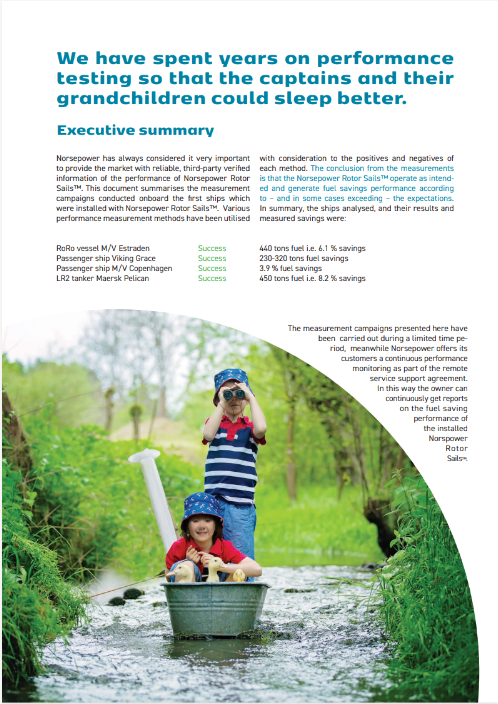 We have spent years on performance
testing so that the captains and their
grandchildren could sleep better.
Executive summary
Norsepower has always considered it very important
to provide the market with reliable, third-party verified
information of the performance of Norsepower Rotor
Sails™. This document summarises the measurement
campaigns conducted onboard the first ships which
were installed with Norsepower Rotor Sails™. Various
performance measurement methods have been utilised
with consideration to the positives and negatives of
each method. The conclusion from the measurements
is that the Norsepower Rotor Sails™ operate as intend-
ed and generate fuel savings performance according
to – and in some cases exceeding – the expectations.
In summary, the ships analysed, and their results and
measured savings were:
RoRo vessel M/V Estraden Success 440 tons fuel i.e. 6.1 % savings
Passenger ship Viking Grace Success 230-320 tons fuel savings
Passenger ship M/V Copenhagen Success 3.9 % fuel savings
LR2 tanker Maersk Pelican Success 450 tons fuel i.e. 8.2 % savings
The measurement campaigns presented here have
been carried out during a limited time pe-
riod, meanwhile Norsepower offers its
customers a continuous performance
monitoring as part of the remote
service support agreement.
In this way the owner can
continuously get reports
on the fuel saving
performance of
the installed
Norspower
Rotor
Sails™.